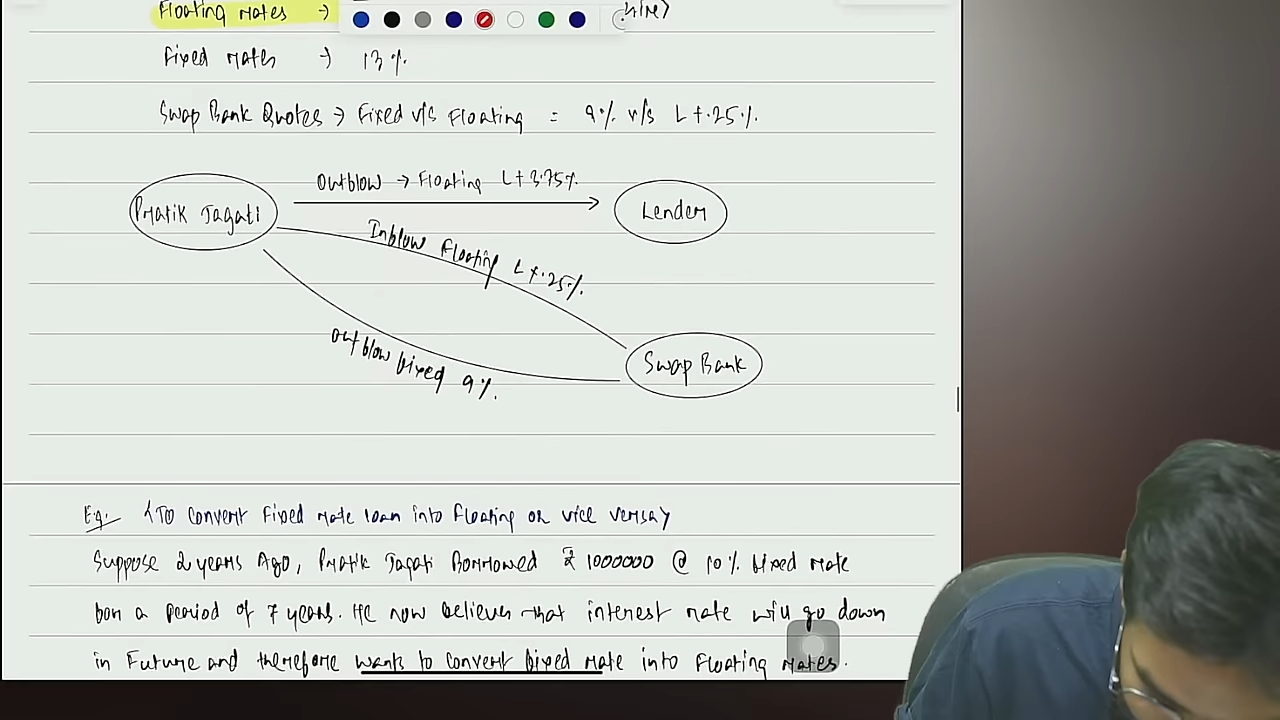 Floating Rates →
Fixed Rates → 13%
Swap Bank Quotes → Fixed v/s Floating = 9% v/s L + .25%.
Outflow → Floating L + 3.75%
Pratik Jagati
Lender
Inflow Floating L + .25%.
Outflow fixed 9%.
Swap Bank
Eg: {To Convert Fixed Rate loan into Floating or vice versa}
Suppose 2 years Ago, Pratik Jagati Borrowed ₹ 1000000 @ 10% fixed rate
for a period of 7 years. He now believes that interest rate will go down
in Future and therefore wants to convert fixed rate into Floating Rates.